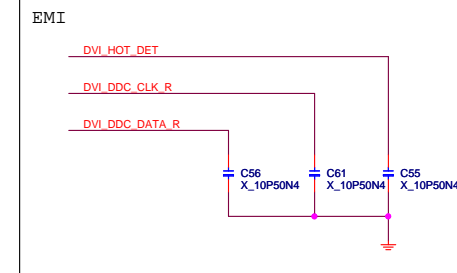 EMI
DVI_HOT_DET
DVI_DDC_CLK_R
DVI_DDC_DATA_R
C56
X_10P50N4
C61
X_10P50N4
C55
X_10P50N4